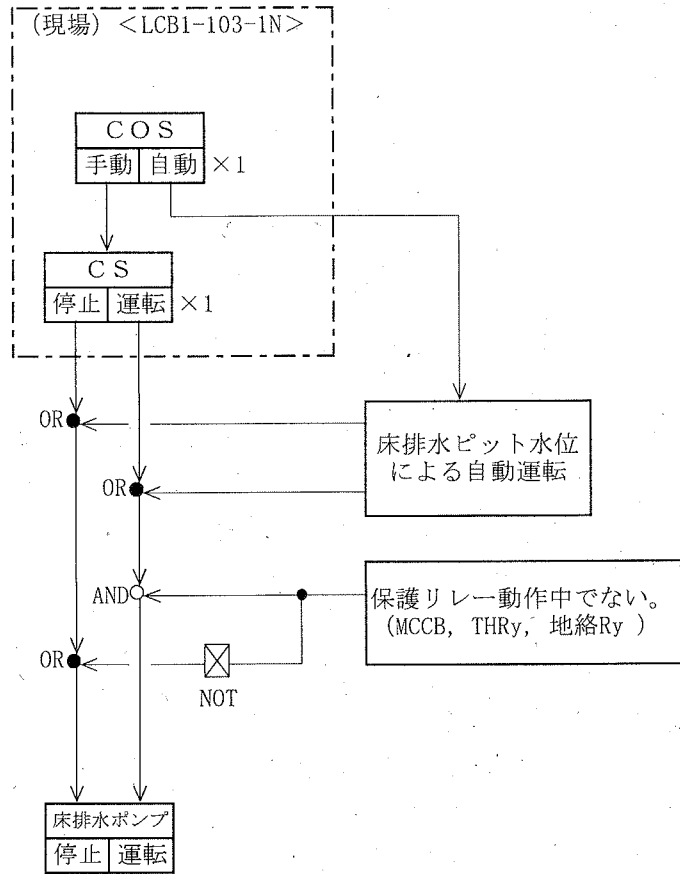 (現場) <LCB1-103-1N>
COS
手動 自動 ×1
CS
停止 運転 ×1
OR
床排水ピット水位
による自動運転
OR
AND
保護リレー動作中でない。
(MCCB, THRy, 地絡Ry )
OR
NOT
床排水ポンプ
停止 運転